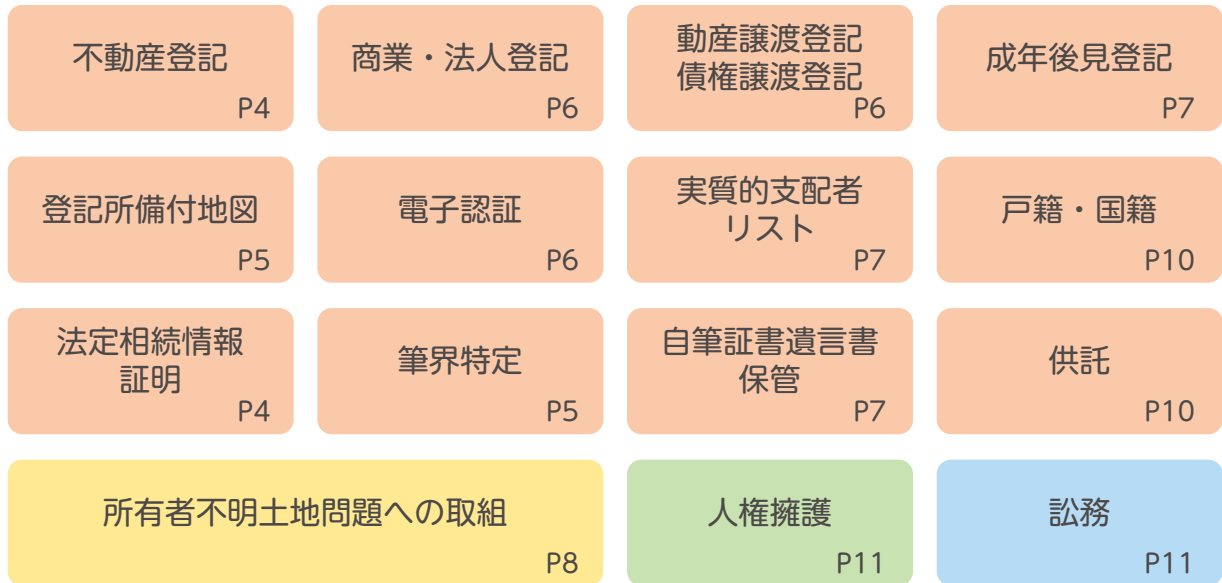 不動産登記
P4
商業・法人登記
P6
動産譲渡登記
債権譲渡登記
P6
成年後見登記
P7
登記所備付地図
P5
電子認証
P6
実質的支配者
リスト
P7
戸籍・国籍
P10
法定相続情報
証明
P4
筆界特定
P5
自筆証書遺言書
保管
P7
供託
P10
所有者不明土地問題への取組
P8
人権擁護
P11
訟務
P11